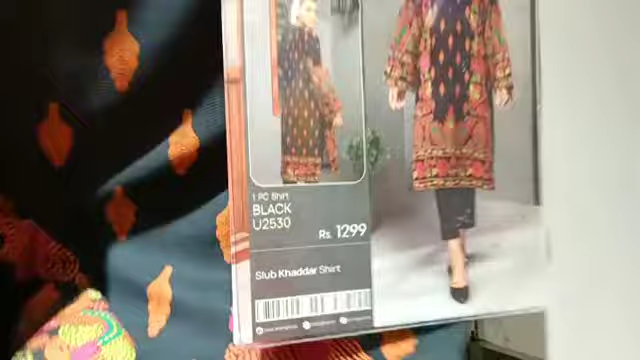 1 PC Shirt
BLACK
U2530
Rs. 1299
Slub Khaddar Shirt